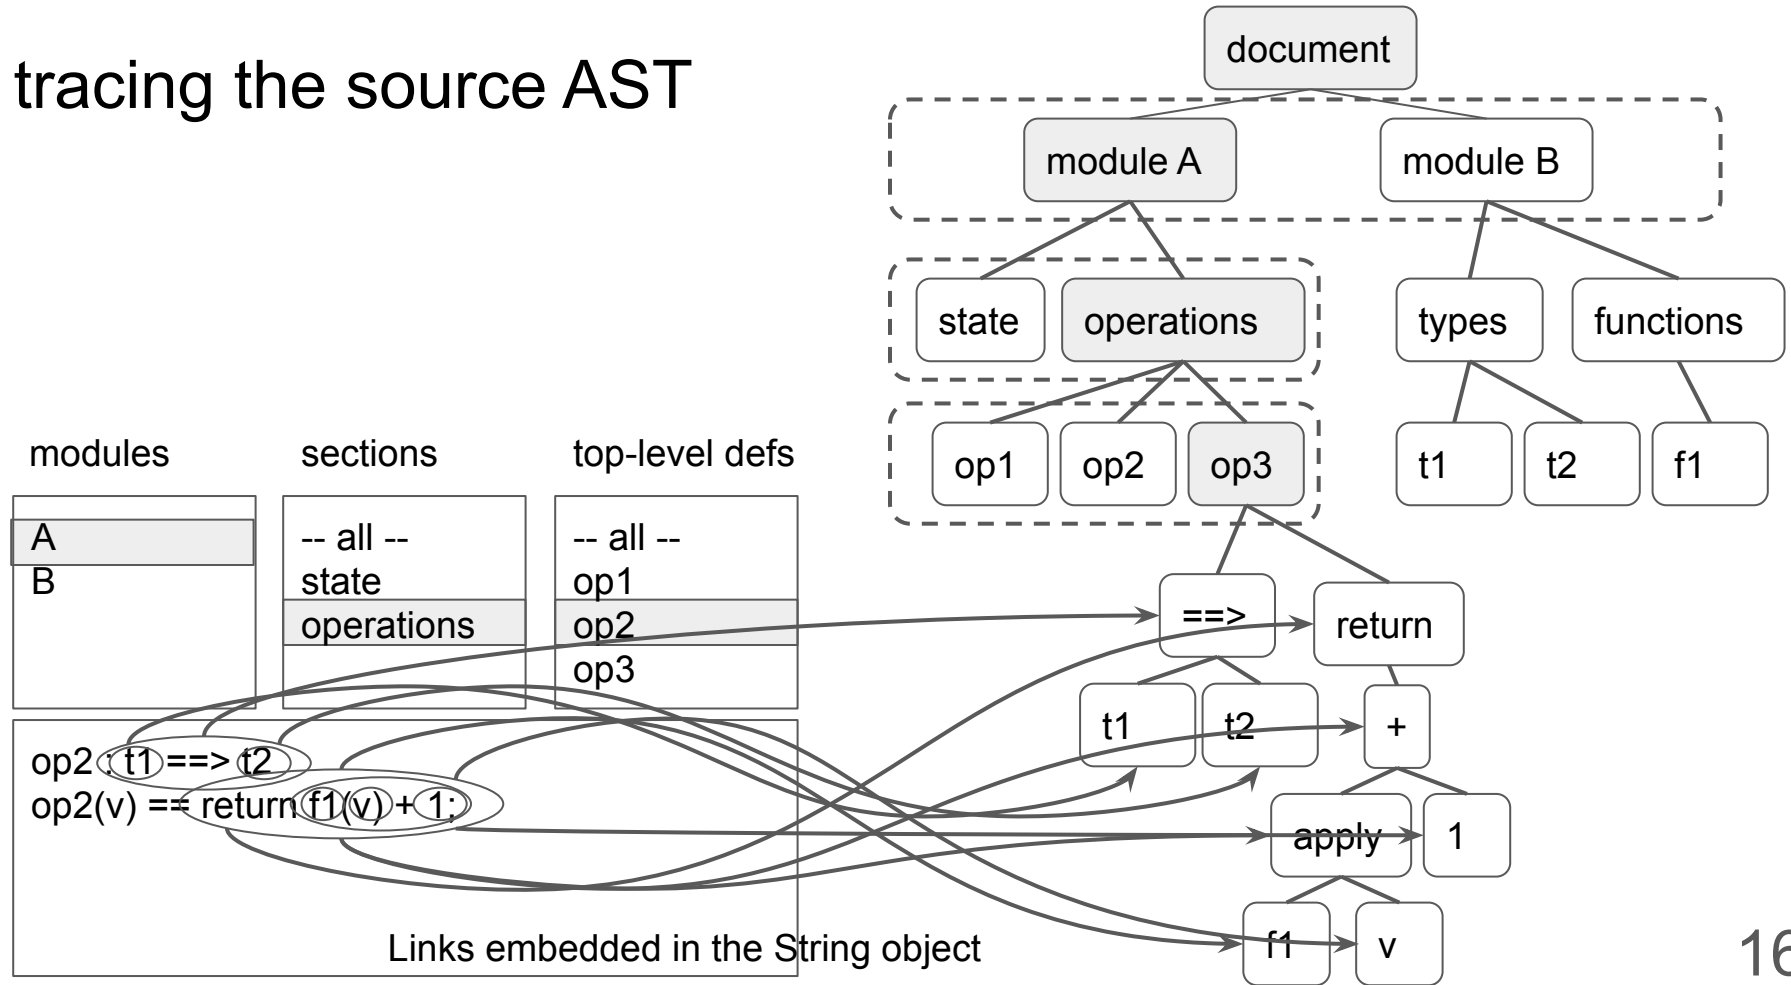 tracing the source AST
document
module A
module B
state
operations
types
functions
op1
op2
op3
t1
t2
f1
modules
sections
top-level defs
A
B
-- all --
state
operations
-- all --
op1
op2
op3
==>
return
t1
t2
+
apply
1
f1
v
op2 : t1 ==> t2
op2(v) == return f1(v) + 1;
Links embedded in the String object
16